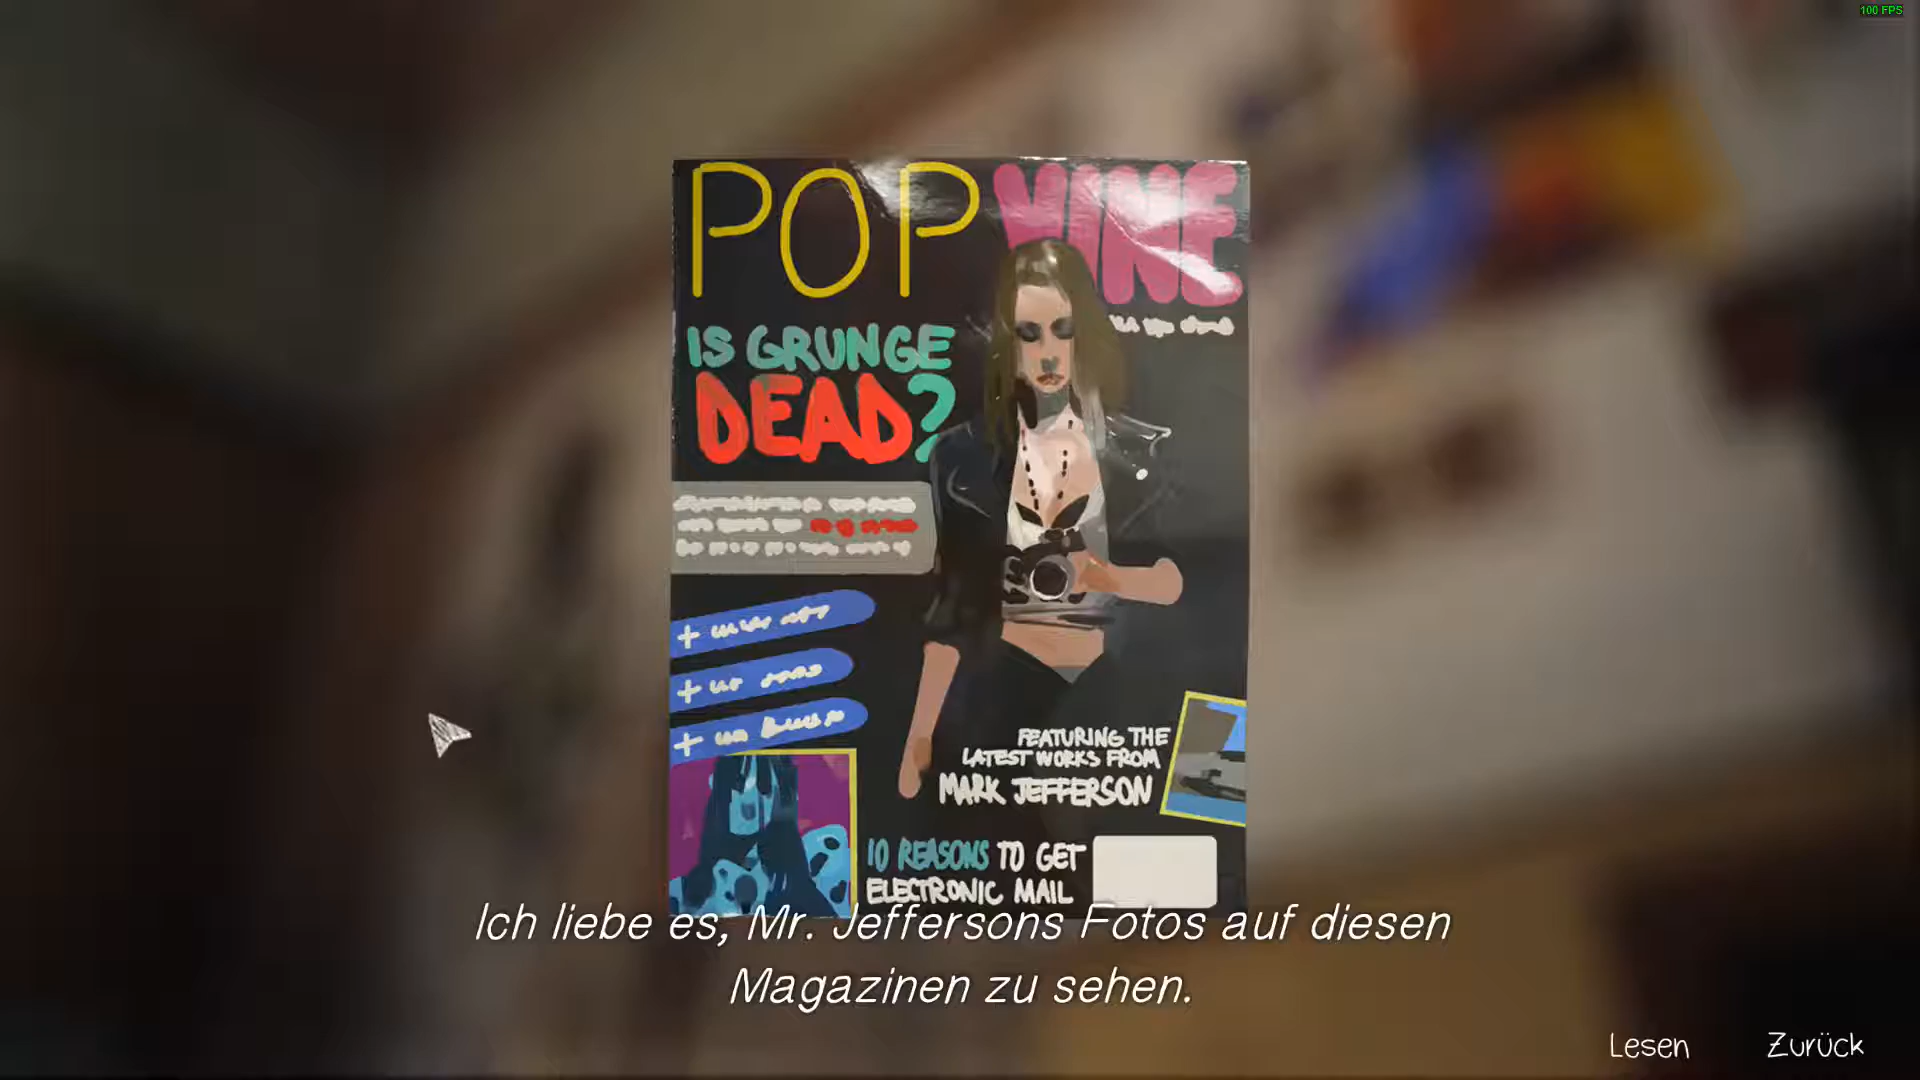 100 FPS
POP VINE
IS GRUNGE
DEAD?
FEATURING THE
LATEST WORKS FROM
MARK JEFFERSON
10 REASONS TO GET
ELECTRONIC MAIL
Ich liebe es, Mr. Jeffersons Fotos auf diesen
Magazinen zu sehen.
Lesen
Zurück